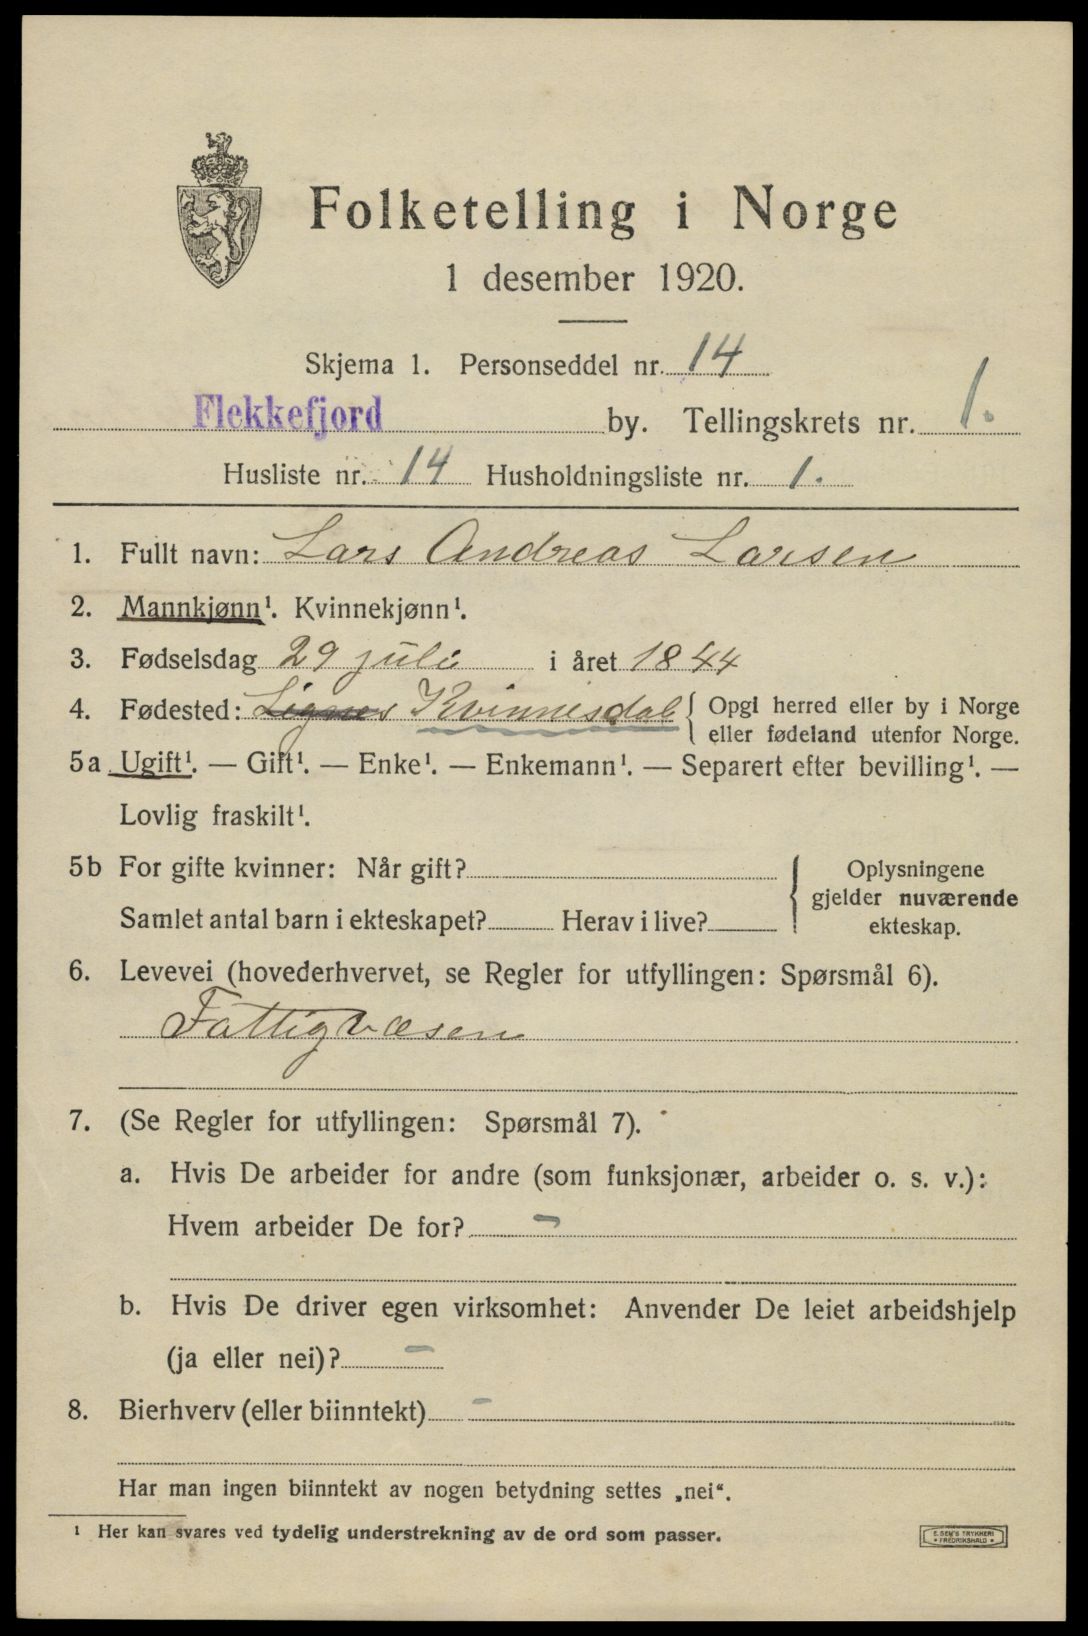 Folketelling i Norge
1 desember 1920.
Skjema 1. Personseddel nr. 14
Flekkefjord by. Tellingskrets nr. 1.
Husliste nr. 14 Husholdningsliste nr. 1.
1. Fullt navn: Lars Andreas Larsen
2. Mannkjønn¹. Kvinnekjønn¹.
3. Fødselsdag 29 juli i året 1844
4. Fødested: Kvinnesdal { Opgi herred eller by i Norge
eller fødeland utenfor Norge.
5a Ugift¹. — Gift¹. — Enke¹. — Enkemann¹. — Separert efter bevilling¹. —
Lovlig fraskilt¹.
5b For gifte kvinner: Når gift?
Samlet antal barn i ekteskapet? Herav i live?
{ Oplysningene
gjelder nuværende
ekteskap.
6. Levevei (hovederhvervet, se Regler for utfyllingen: Spørsmål 6).
Fattigvæsen
7. (Se Regler for utfyllingen: Spørsmål 7).
a. Hvis De arbeider for andre (som funksjonær, arbeider o. s. v.):
Hvem arbeider De for? –
b. Hvis De driver egen virksomhet: Anvender De leiet arbeidshjelp
(ja eller nei)? –
8. Bierhverv (eller biinntekt) –
Har man ingen biinntekt av nogen betydning settes „nei“.
¹ Her kan svares ved tydelig understrekning av de ord som passer.
E. SEM'S TRYKKERI
• FREDRIKSHALD •